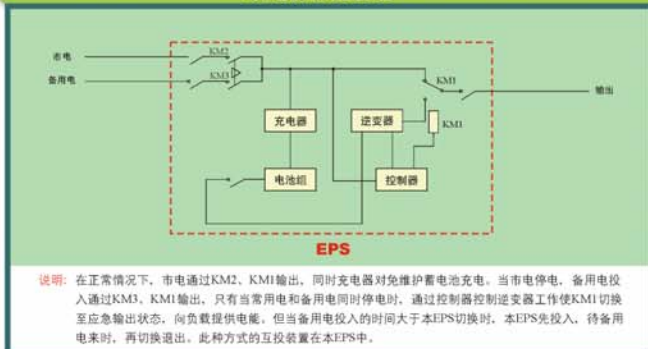 KM2
市电
KM3
备用电
KM1
输出
充电器
逆变器
KM1
电池组
控制器
EPS
说明：在正常情况下，市电通过KM2、KM1输出，同时充电器对免维护蓄电池充电。当市电停电，备用电投
入通过KM3、KM1输出，只有当常用电和备用电同时停电时，通过控制器控制逆变器工作使KM1切换
至应急输出状态，向负载提供电能。但当备用电投入的时间大于本EPS切换时，本EPS先投入，待备用
电来时，再切换退出。此种方式的互投装置在本EPS中。